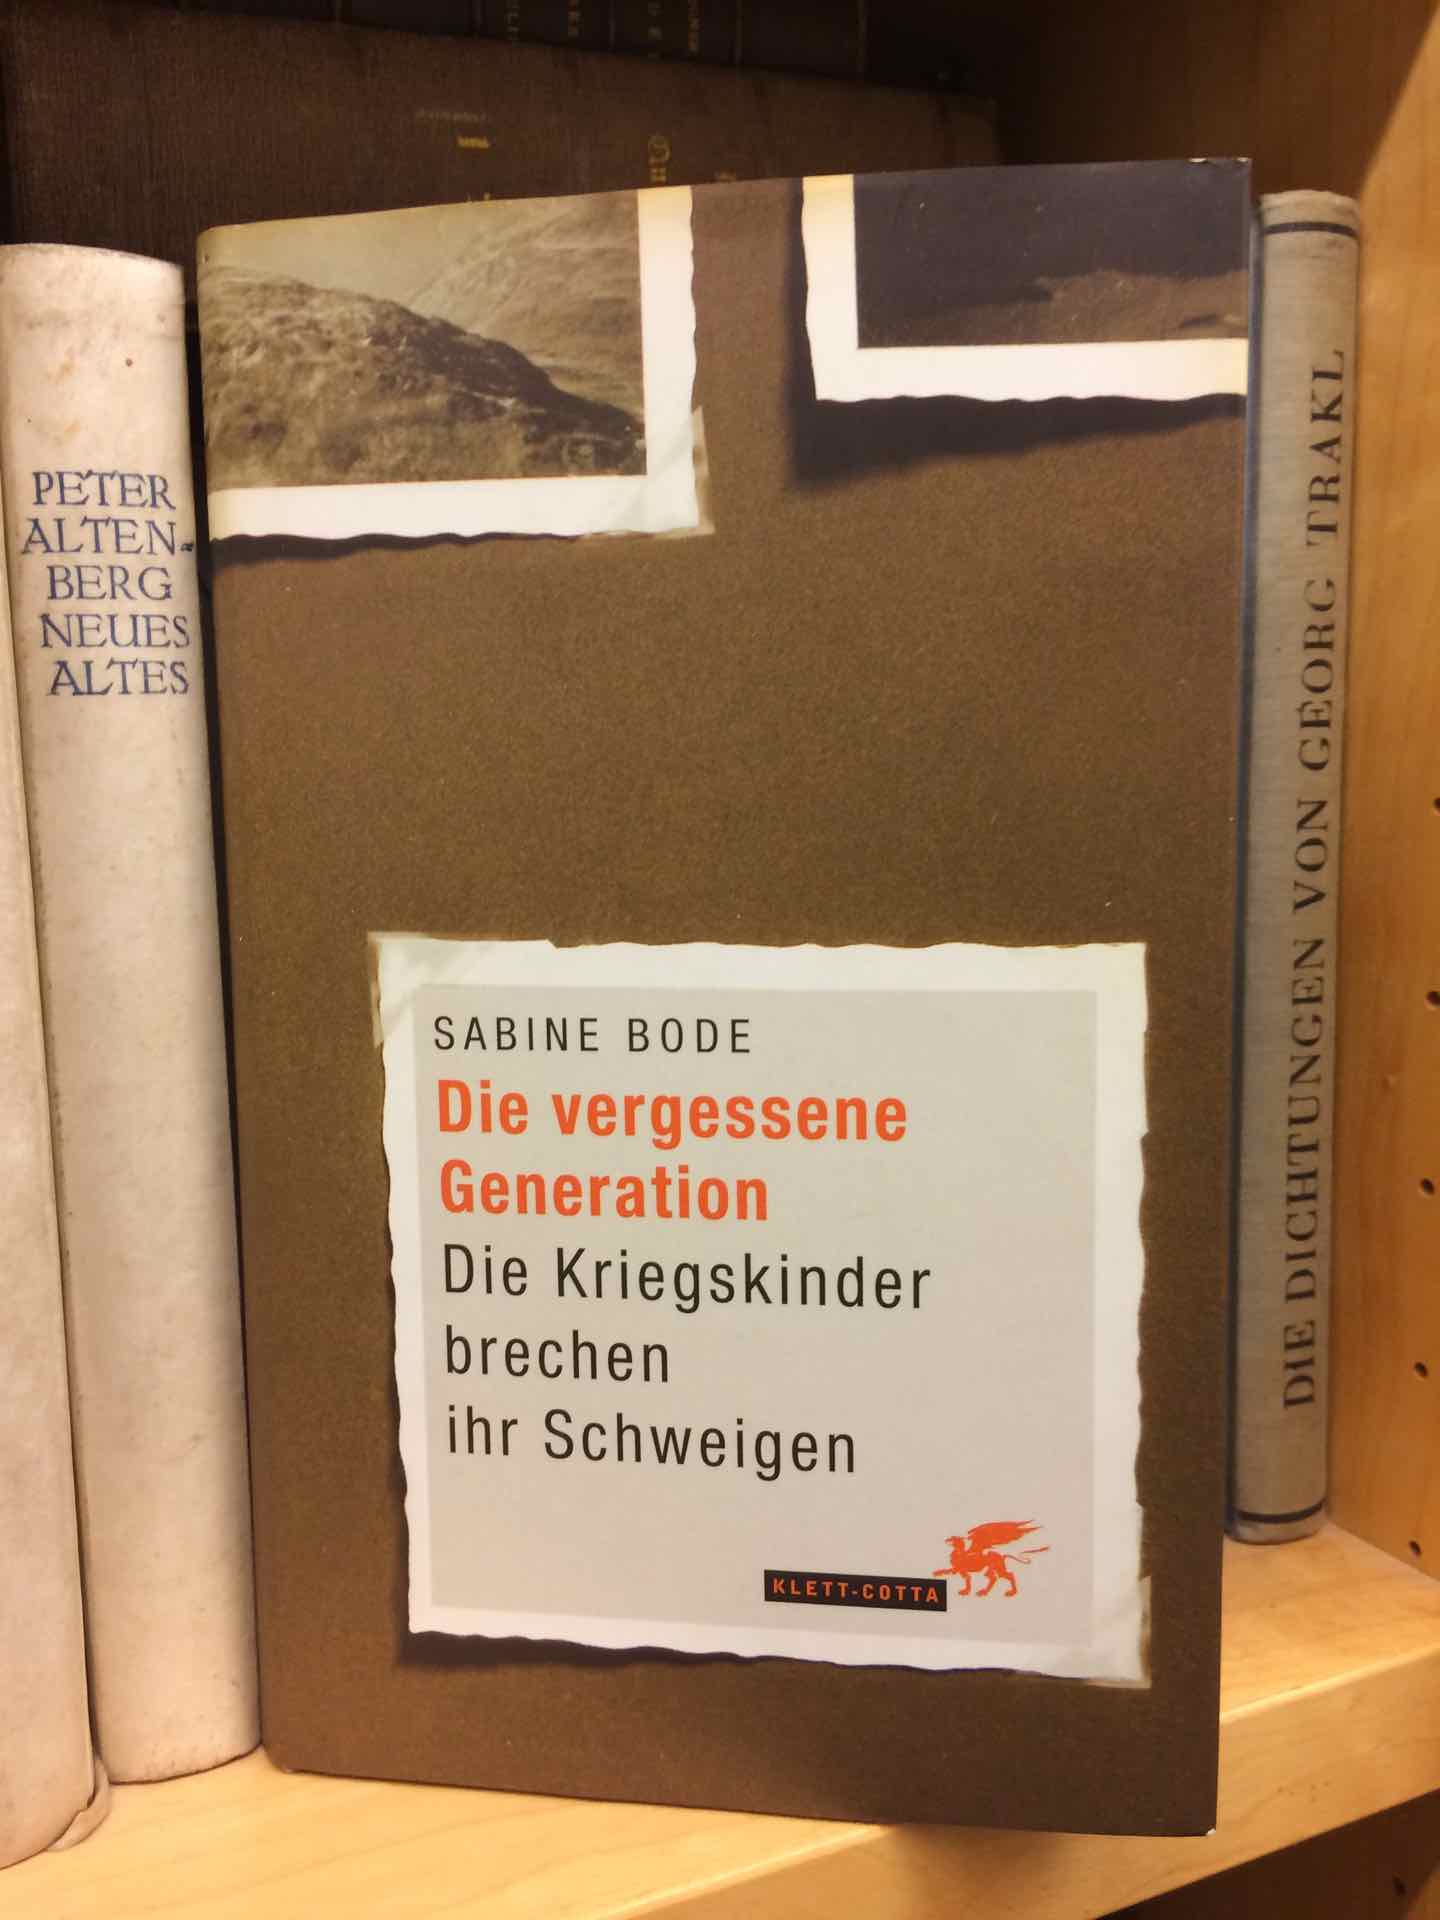 PETER
ALTEN-
BERG
NEUES
ALTES
SABINE BODE
Die vergessene
Generation
Die Kriegskinder
brechen
ihr Schweigen
KLETT-COTTA
DIE DICHTUNGEN VON GEORG TRAKL